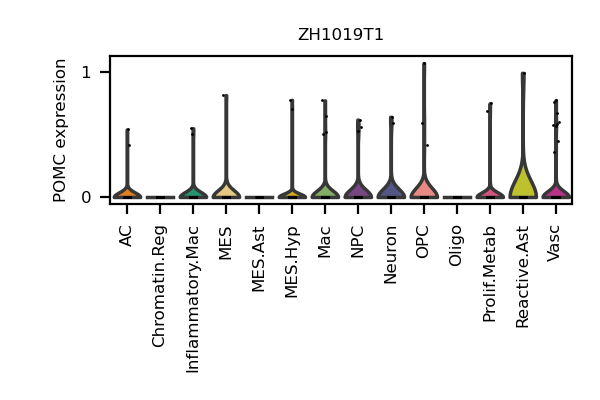 ZH1019T1
POMC expression
1
0
AC
Chromatin.Reg
Inflammatory.Mac
MES
MES.Ast
MES.Hyp
Mac
NPC
Neuron
OPC
Oligo
Prolif.Metab
Reactive.Ast
Vasc